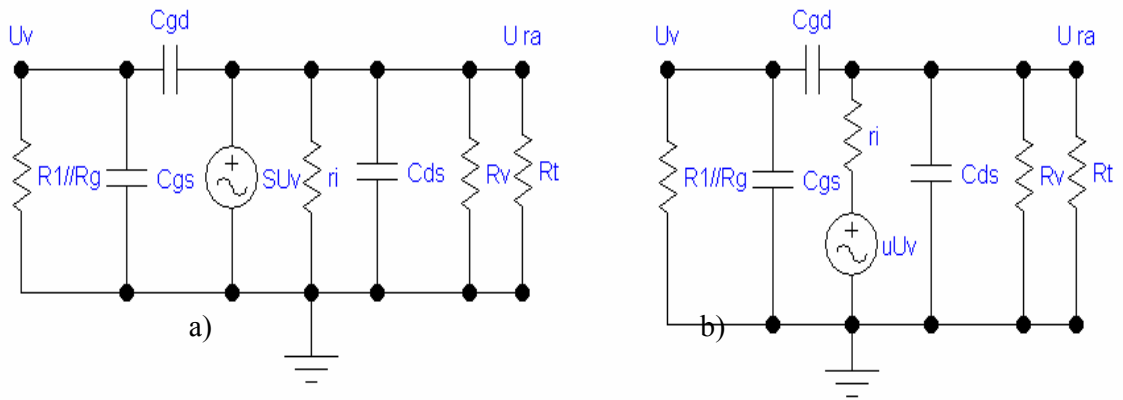 Cgd
Uv
U ra
R1//Rg
Cgs
SUv
ri
Cds
Rv
Rt
a)
Cgd
Uv
U ra
ri
R1//Rg
Cgs
Cds
Rv
Rt
uUv
b)